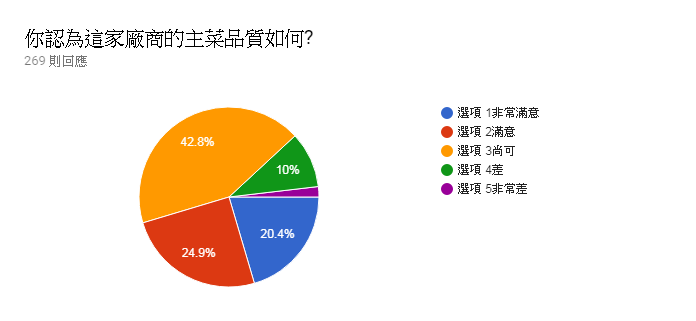 你認為這家廠商的主菜品質如何?
269 則回應
選項 1非常滿意
選項 2滿意
選項 3尚可
選項 4差
選項 5非常差
42.8%
10%
20.4%
24.9%